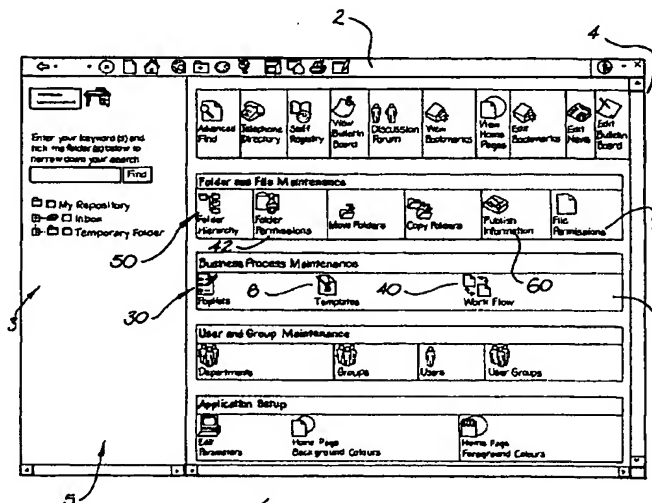 2
4
Enter your keyword (s) and
tick the folder (s) below to
narrow down your search
Find
My Repository
Inbox
Temporary Folder
3
5
Advanced Find
Telephone Directory
Staff Registry
View Bulletin Board
Discussion Forum
View Bookmarks
View Home Pages
Edit Bookmarks
Edit News
Edit Bulletin Board
Folder and File Maintenance
Folder Hierarchy
Folder Permissions
Move Folders
Copy Folders
Publish Information
File Permissions
50
42
60
Business Process Maintenance
Poplists
Templates
Work Flow
30
8
40
User and Group Maintenance
Departments
Groups
Users
User Groups
Application Setup
Edit Parameters
Home Page Background Colours
Home Page Foreground Colours